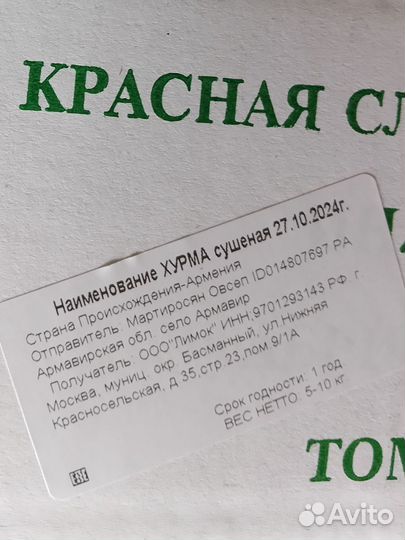 КРАСНАЯ СЛ
Наименование ХУРМА сушеная 27.10.2024г.
Страна Происхождения-Армения
Отправитель: Мартиросян Овсеп ID014807697 РА
Армавирская обл. село Армавир
Получатель: ООО"Лимок" ИНН:9701293143 РФ. г.
Москва, муниц. окр. Басманный, ул Нижняя
Красносельская, д.35,стр 23,пом 9/1А
Срок годности: 1 год
ВЕС НЕТТО: 5-10 кг
EAC
ТОМ
Avito